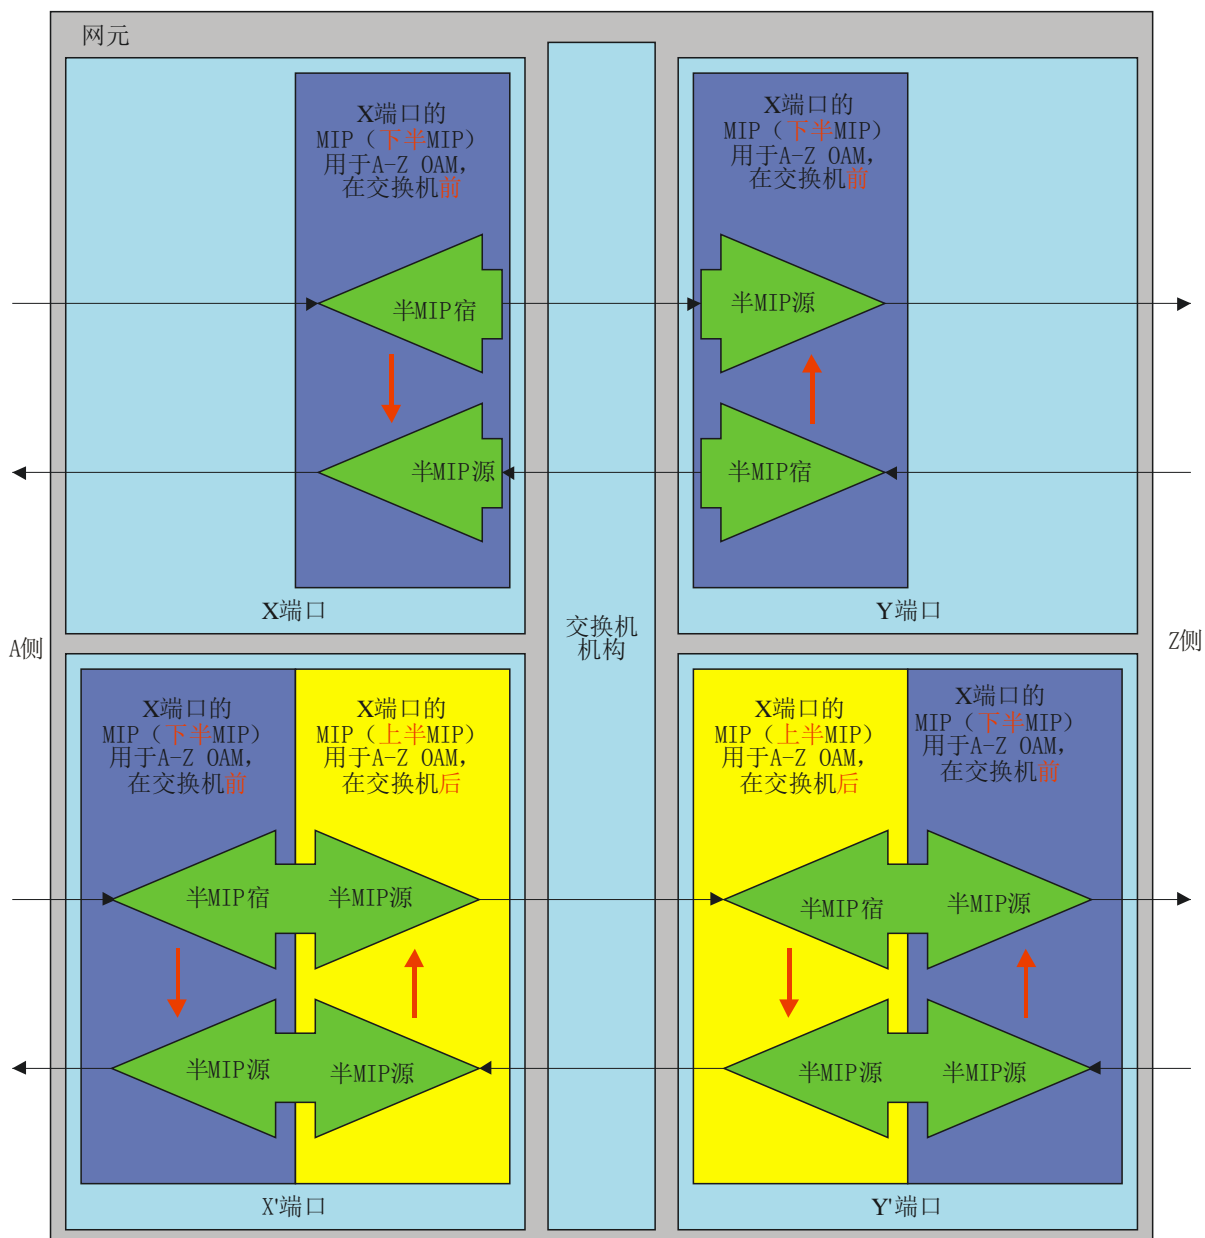 网元
X端口的
MIP（下半MIP）
用于A-Z OAM，
在交换机前
半MIP宿
半MIP源
X端口
X端口的
MIP（下半MIP）
用于A-Z OAM，
在交换机前
半MIP源
半MIP宿
Y端口
A侧
交换机
机构
Z侧
X端口的
MIP（下半MIP）
用于A-Z OAM，
在交换机前
X端口的
MIP（上半MIP）
用于A-Z OAM，
在交换机后
半MIP宿
半MIP源
半MIP源
半MIP源
X'端口
X端口的
MIP（上半MIP）
用于A-Z OAM，
在交换机后
X端口的
MIP（下半MIP）
用于A-Z OAM，
在交换机前
半MIP宿
半MIP源
半MIP源
半MIP源
Y'端口